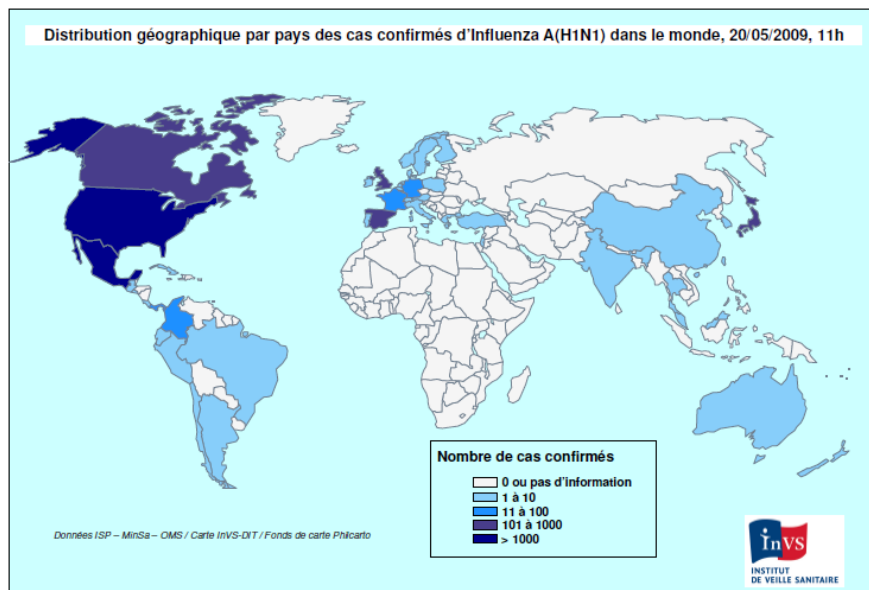 Distribution géographique par pays des cas confirmés d'Influenza A(H1N1) dans le monde, 20/05/2009, 11h
Nombre de cas confirmés
0 ou pas d'information
1 à 10
11 à 100
101 à 1000
> 1000
Données ISP – MinSa – OMS / Carte InVS-DIT / Fonds de carte Philcarto
InVS
INSTITUT
DE VEILLE SANITAIRE